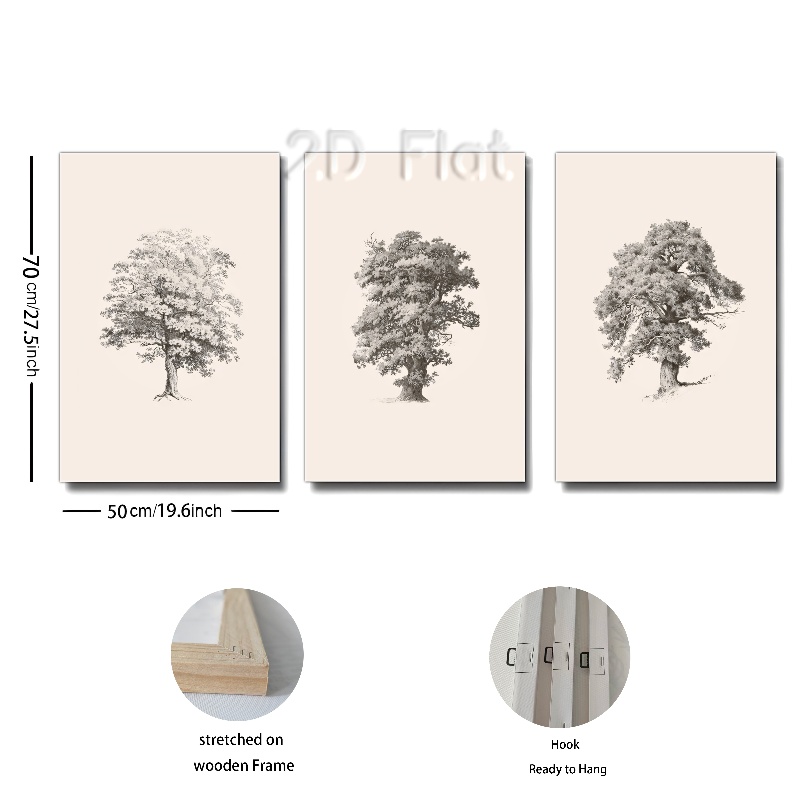 2D Flat
70 cm/27.5inch
50cm/19.6inch
stretched on
wooden Frame
Hook
Ready to Hang